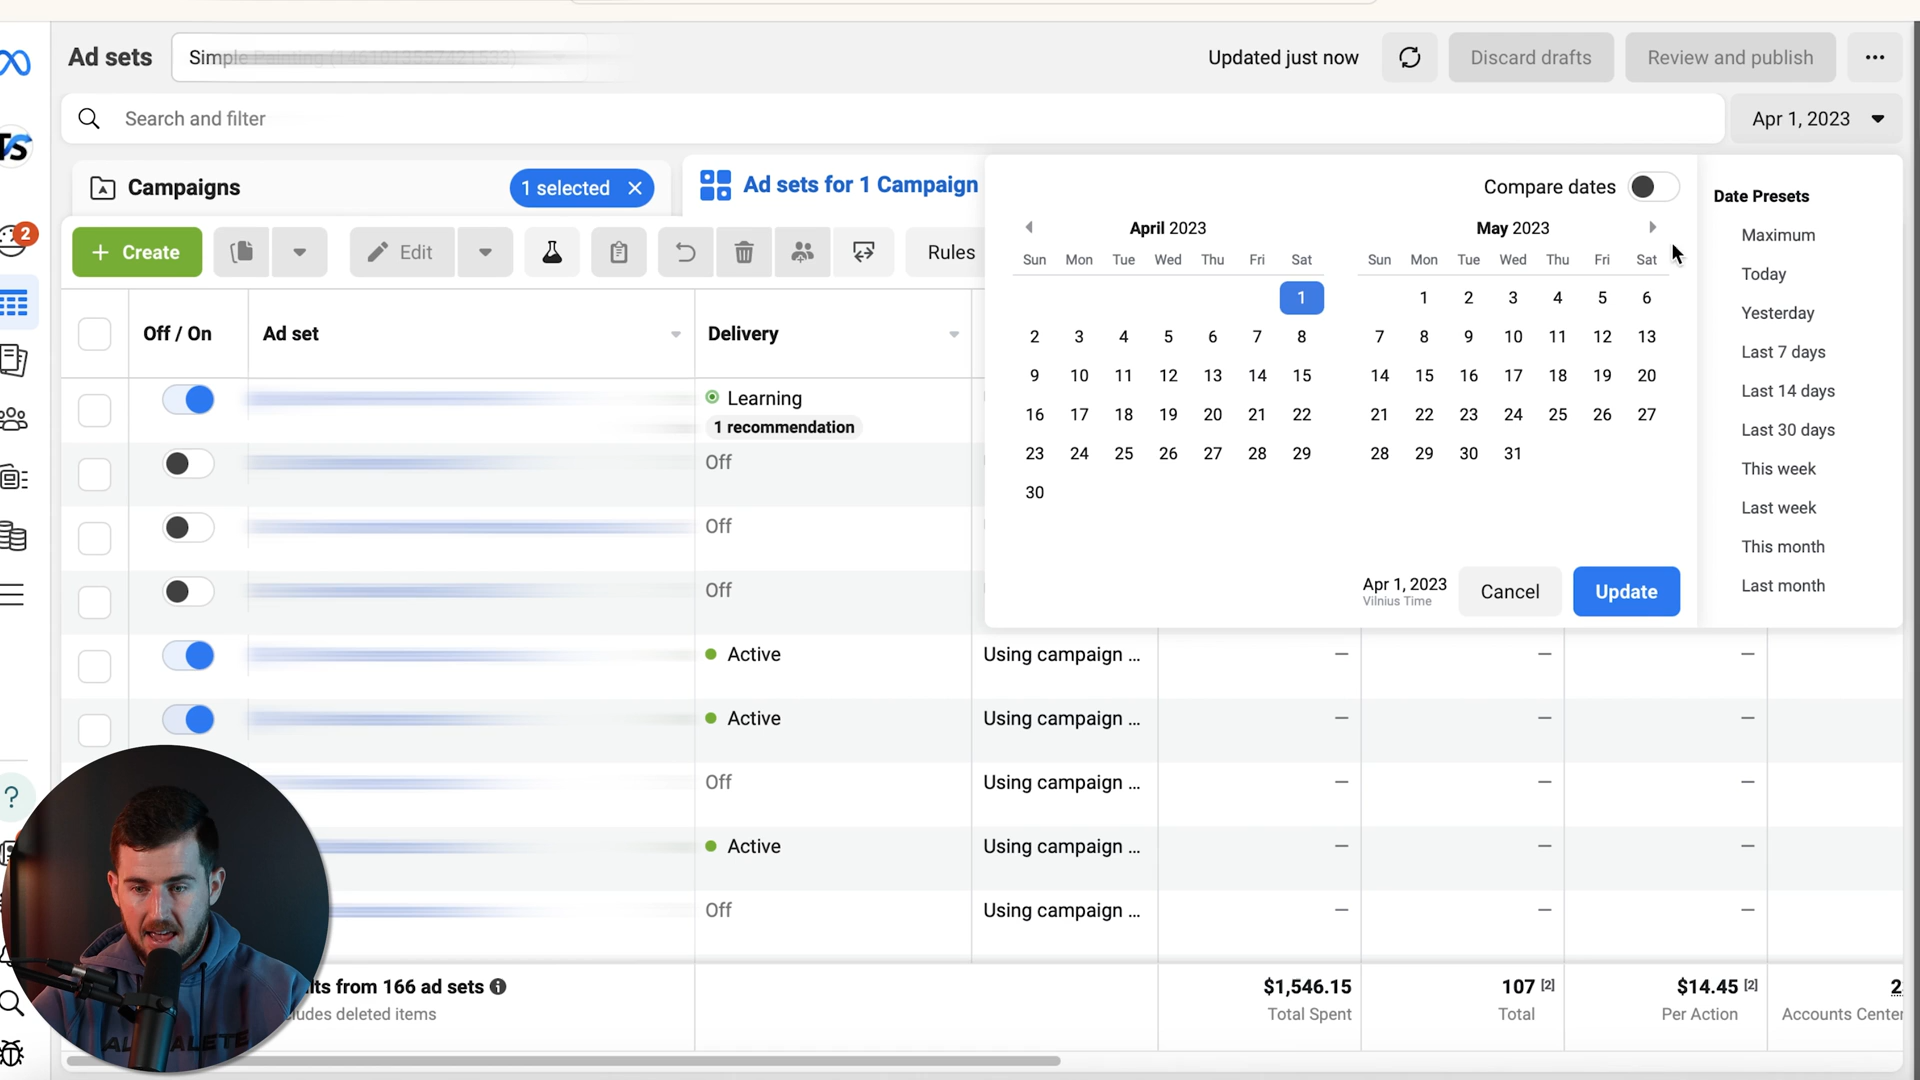 Ad sets
Simple Painting
Updated just now
Discard drafts
Review and publish
Search and filter
Apr 1, 2023
TS
Campaigns
1 selected
Ad sets for 1 Campaign
Compare dates
Date Presets
2
Create
Edit
Rules
April 2023
May 2023
Sun Mon Tue Wed Thu Fri Sat
Sun Mon Tue Wed Thu Fri Sat
1
1 2 3 4 5 6
2 3 4 5 6 7 8
7 8 9 10 11 12 13
9 10 11 12 13 14 15
14 15 16 17 18 19 20
16 17 18 19 20 21 22
21 22 23 24 25 26 27
23 24 25 26 27 28 29
28 29 30 31
30
Apr 1, 2023
Vilnius Time
Cancel
Update
Maximum
Today
Yesterday
Last 7 days
Last 14 days
Last 30 days
This week
Last week
This month
Last month
Off / On
Ad set
Delivery
Learning
1 recommendation
Off
Off
Off
Active
Using campaign ...
—
—
—
Active
Using campaign ...
—
—
—
Off
Using campaign ...
—
—
—
Active
Using campaign ...
—
—
—
Off
Using campaign ...
—
—
—
lts from 166 ad sets
ludes deleted items
$1,546.15
Total Spent
107 [2]
Total
$14.45 [2]
Per Action
2
Accounts Center